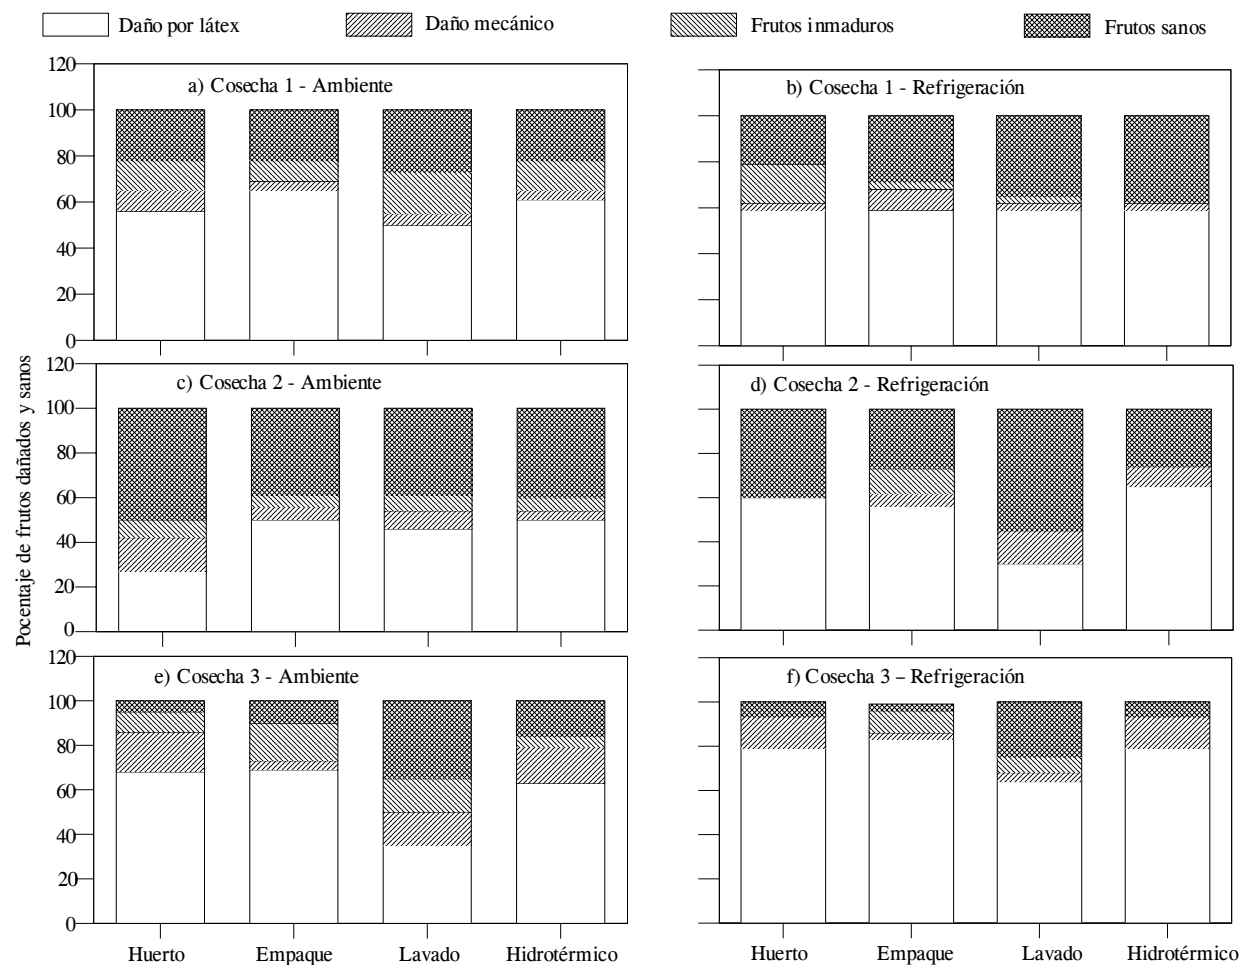 Daño por látex
Daño mecánico
Frutos inmaduros
Frutos sanos
Pocentaje de frutos dañados y sanos
a) Cosecha 1 - Ambiente
120
100
80
60
40
20
0
b) Cosecha 1 - Refrigeración
c) Cosecha 2 - Ambiente
120
100
80
60
40
20
0
d) Cosecha 2 - Refrigeración
e) Cosecha 3 - Ambiente
120
100
80
60
40
20
0
f) Cosecha 3 – Refrigeración
Huerto
Empaque
Lavado
Hidrotérmico
Huerto
Empaque
Lavado
Hidrotérmico